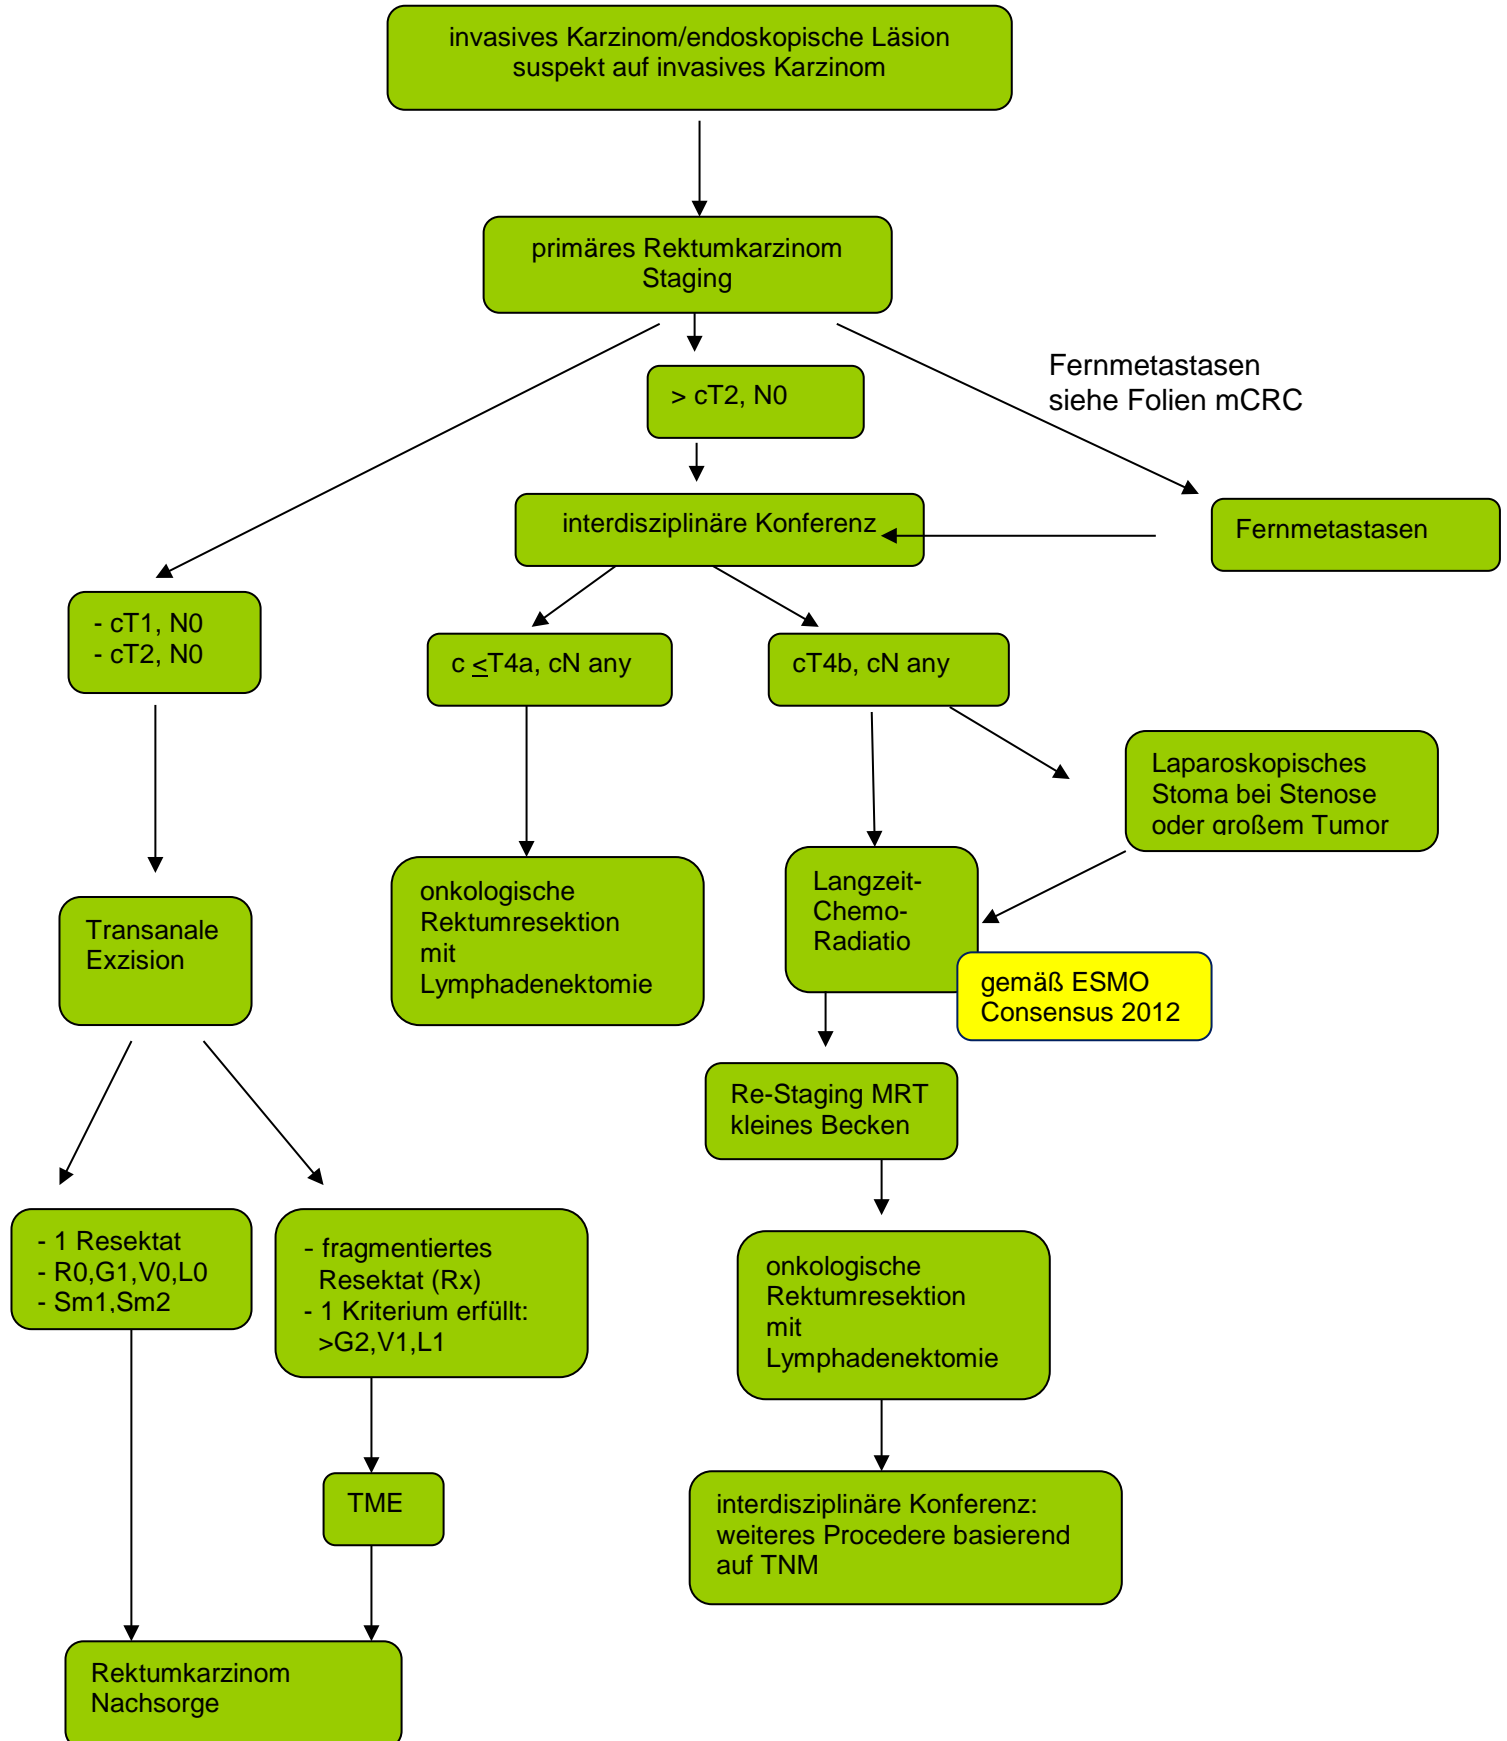 invasives Karzinom/endoskopische Läsion
suspekt auf invasives Karzinom
primäres Rektumkarzinom
Staging
> cT2, N0
Fernmetastasen
siehe Folien mCRC
interdisziplinäre Konferenz
Fernmetastasen
- cT1, N0
- cT2, N0
c ≤T4a, cN any
cT4b, cN any
Laparoskopisches
Stoma bei Stenose
oder großem Tumor
onkologische
Rektumresektion
mit
Lymphadenektomie
Langzeit-
Chemo-
Radiatio
gemäß ESMO
Consensus 2012
Transanale
Exzision
Re-Staging MRT
kleines Becken
- 1 Resektat
- R0,G1,V0,L0
- Sm1,Sm2
- fragmentiertes
Resektat (Rx)
- 1 Kriterium erfüllt:
>G2,V1,L1
onkologische
Rektumresektion
mit
Lymphadenektomie
TME
interdisziplinäre Konferenz:
weiteres Procedere basierend
auf TNM
Rektumkarzinom
Nachsorge